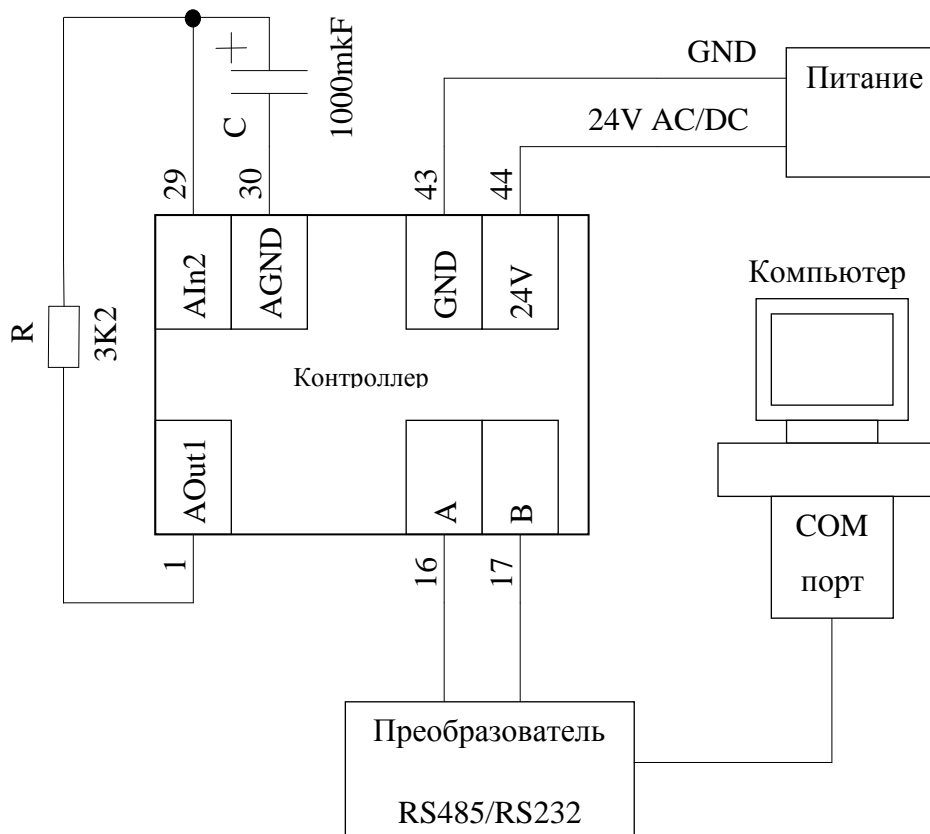 GND
Питание
24V AC/DC
+
C
1000mkF
29
30
43
44
AIn2
AGND
GND
24V
Компьютер
R
3K2
Контроллер
AOut1
A
B
COM
порт
1
16
17
Преобразователь
RS485/RS232